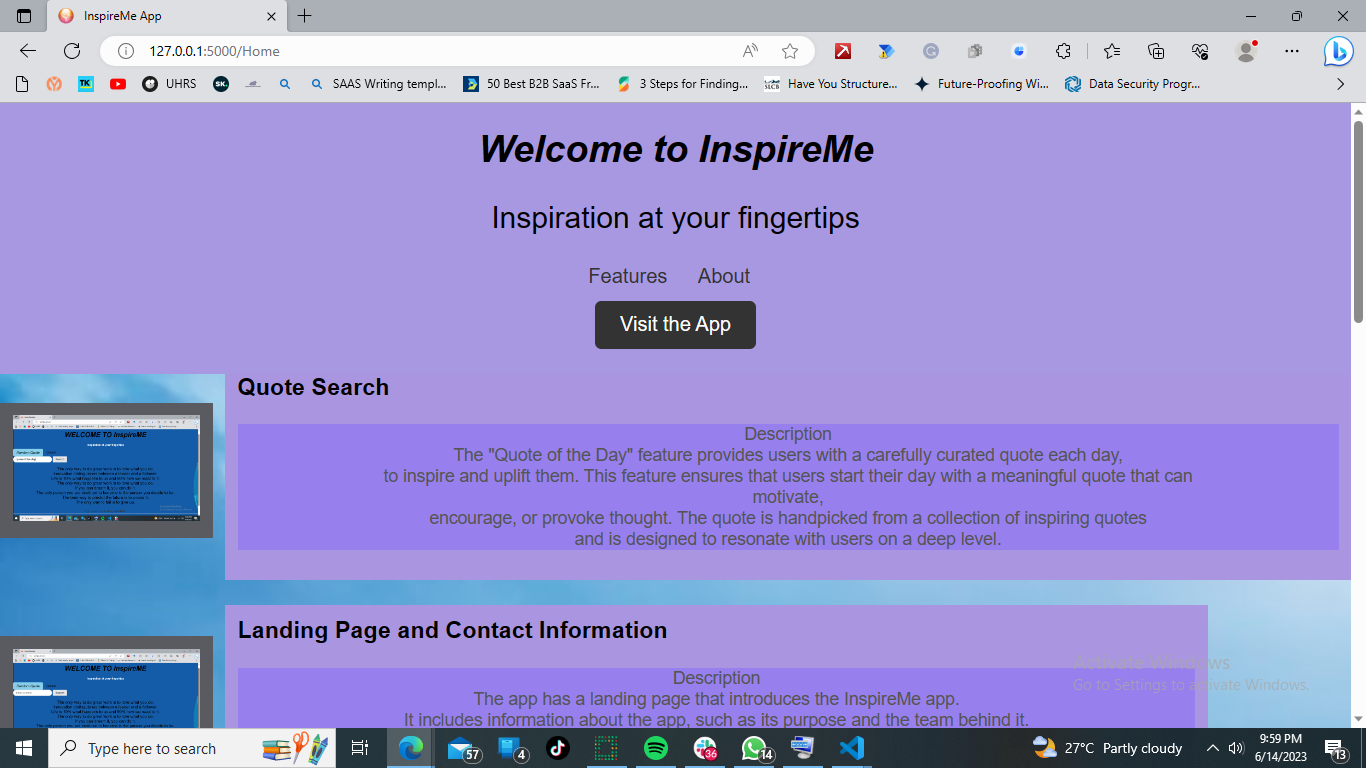 InspireMe App
127.0.0.1:5000/Home
UHRS
SAAS Writing templ...
50 Best B2B SaaS Fr...
3 Steps for Finding...
Have You Structure...
Future-Proofing Wi...
Data Security Progr...
Welcome to InspireMe
Inspiration at your fingertips
Features About
Visit the App
Quote Search
WELCOME TO InspireME
Description
The "Quote of the Day" feature provides users with a carefully curated quote each day,
to inspire and uplift them. This feature ensures that users start their day with a meaningful quote that can
motivate,
encourage, or provoke thought. The quote is handpicked from a collection of inspiring quotes
and is designed to resonate with users on a deep level.
Landing Page and Contact Information
WELCOME TO InspireME
Description
The app has a landing page that introduces the InspireMe app.
It includes information about the app, such as its purpose and the team behind it.
Activate Windows
Go to Settings to activate Windows.
Type here to search
57
4
36
14
27°C Partly cloudy
9:59 PM
6/14/2023
13